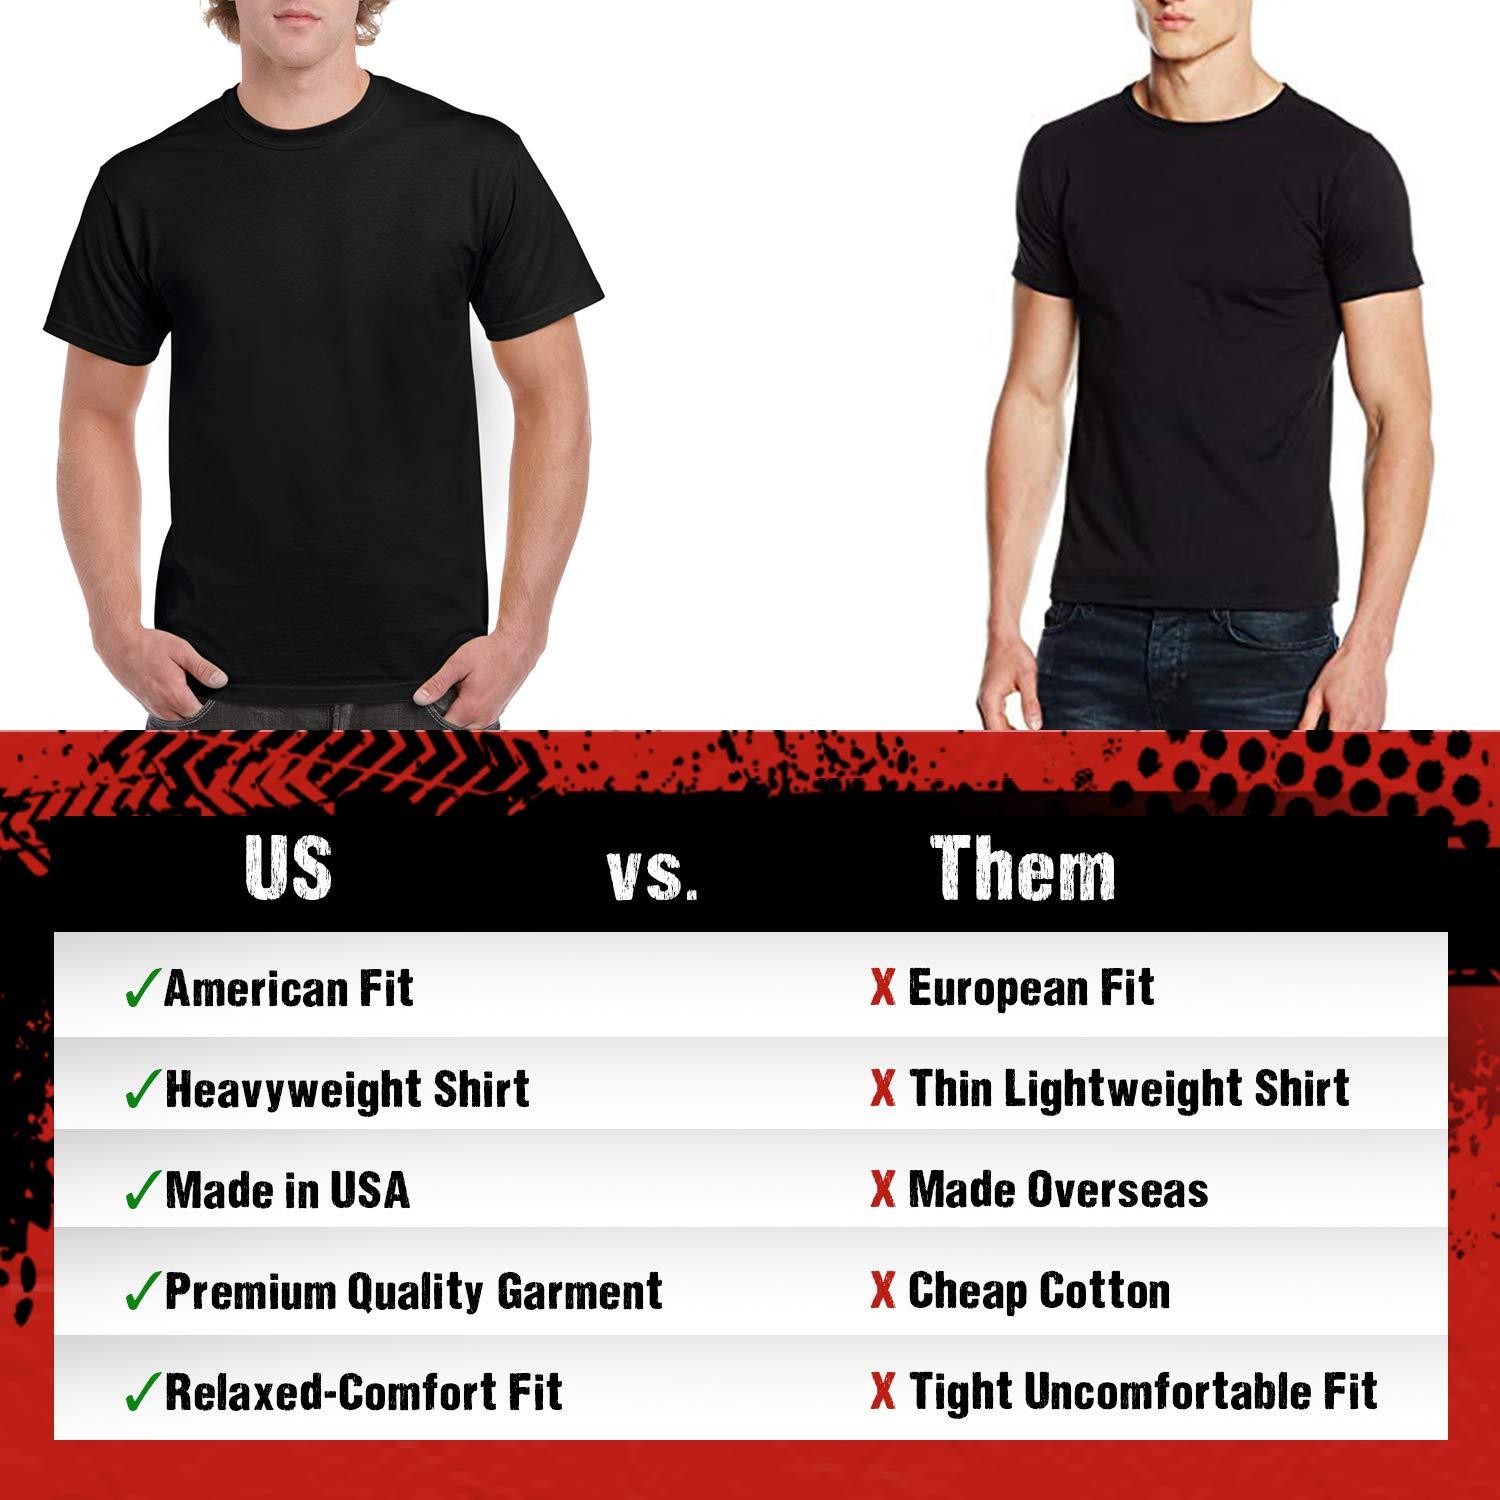 US vs. Them
✓American Fit X European Fit
✓Heavyweight Shirt X Thin Lightweight Shirt
✓Made in USA X Made Overseas
✓Premium Quality Garment X Cheap Cotton
✓Relaxed-Comfort Fit X Tight Uncomfortable Fit